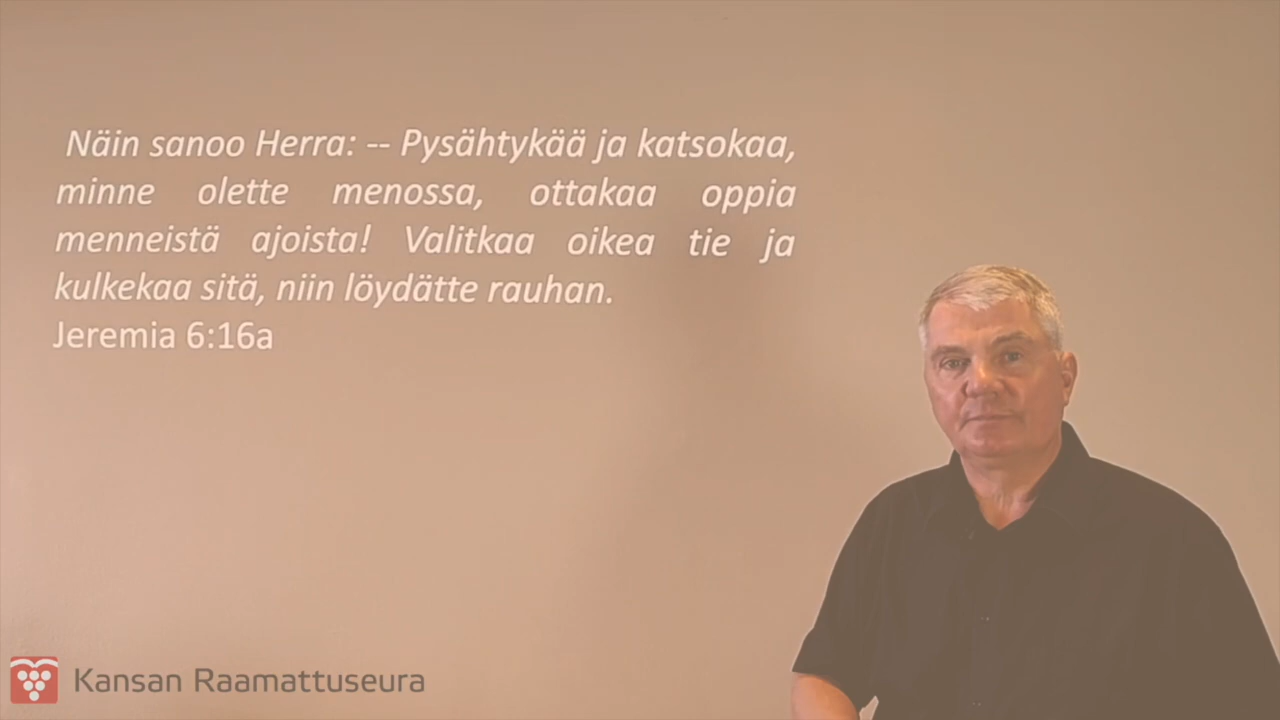 Näin sanoo Herra: -- Pysähtykää ja katsokaa,
minne olette menossa, ottakaa oppia
menneistä ajoista! Valitkaa oikea tie ja
kulkekaa sitä, niin löydätte rauhan.
Jeremia 6:16a
Kansan Raamattuseura